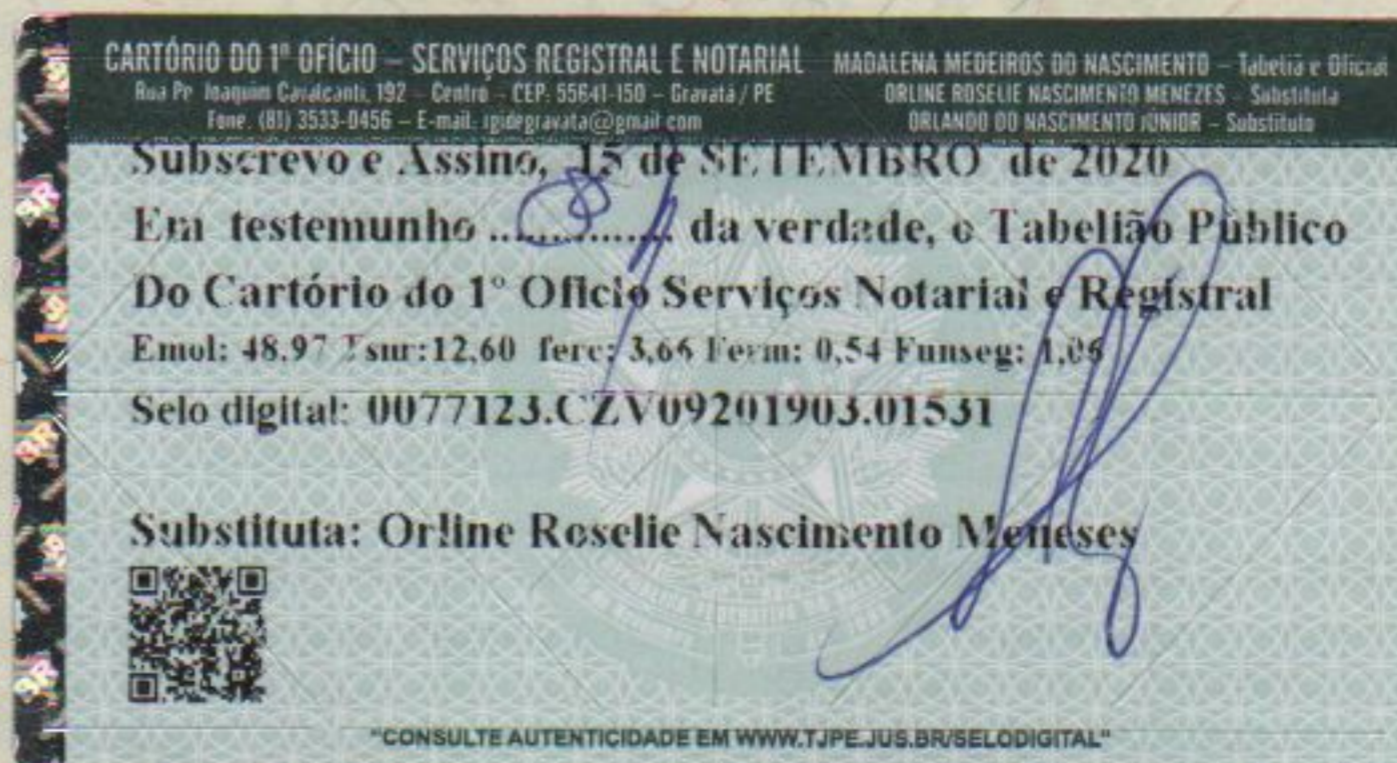 CARTÓRIO DO 1º OFÍCIO – SERVIÇOS REGISTRAL E NOTARIAL
Rua Pr. Joaquim Cavalcanti, 192 – Centro – CEP: 55641-150 – Gravatá / PE
Fone. (81) 3533-0456 – E-mail: rgidegravata@gmail.com
MADALENA MEDEIROS DO NASCIMENTO – Tabeliã e Oficial
ORLINE ROSELIE NASCIMENTO MENEZES – Substituta
ORLANDO DO NASCIMENTO JÚNIOR – Substituto
Subscrevo e Assino, 15 de SETEMBRO de 2020
Em testemunho ............... da verdade, o Tabelião Público
Do Cartório do 1º Oficio Serviços Notarial e Registral
Emol: 48.97 Tsnr:12,60 ferc: 3,66 Ferm: 0,54 Funseg: 1,06
Selo digital: 0077123.CZV09201903.01531
Substituta: Orline Roselie Nascimento Meneses
"CONSULTE AUTENTICIDADE EM WWW.TJPE.JUS.BR/SELODIGITAL"